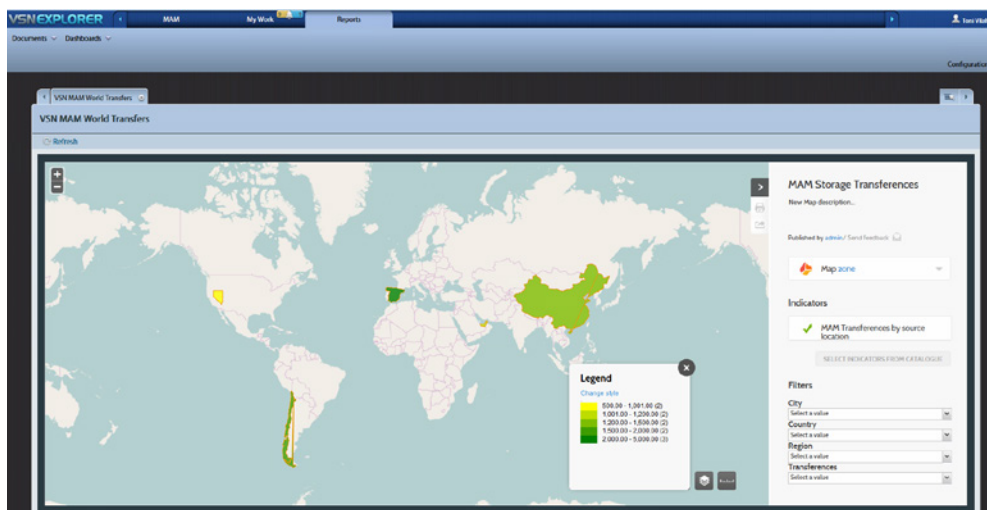 VSNEXPLORER MAM My Work Reports
Documents Dashboards
Configuration
VSN MAM World Transfers
VSN MAM World Transfers
Refresh
MAM Storage Transferences
New Map description...
Published by admin / Send feedback
Map zone
Indicators
MAM Transferences by source
location
SELECT INDICATORS FROM CATALOGUE
Filters
City
Select a value
Country
Select a value
Region
Select a value
Transferences
Select a value
Legend
Change style
500.00 - 1,001.00 (2)
1,001.00 - 1,200.00 (2)
1,200.00 - 1,500.00 (2)
1,500.00 - 2,000.00 (2)
2,000.00 - 5,000.00 (3)